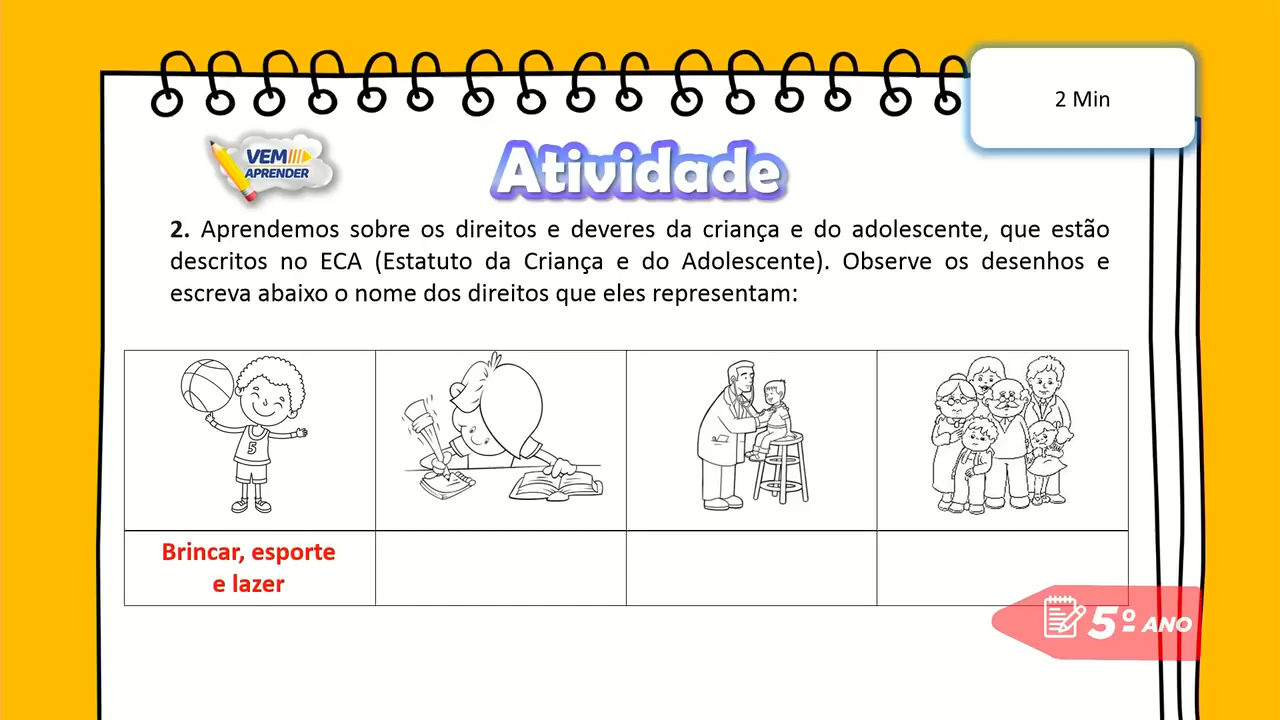 2 Min
VEM
APRENDER
Atividade
2. Aprendemos sobre os direitos e deveres da criança e do adolescente, que estão
descritos no ECA (Estatuto da Criança e do Adolescente). Observe os desenhos e
escreva abaixo o nome dos direitos que eles representam:
5
Brincar, esporte
e lazer
5º ANO